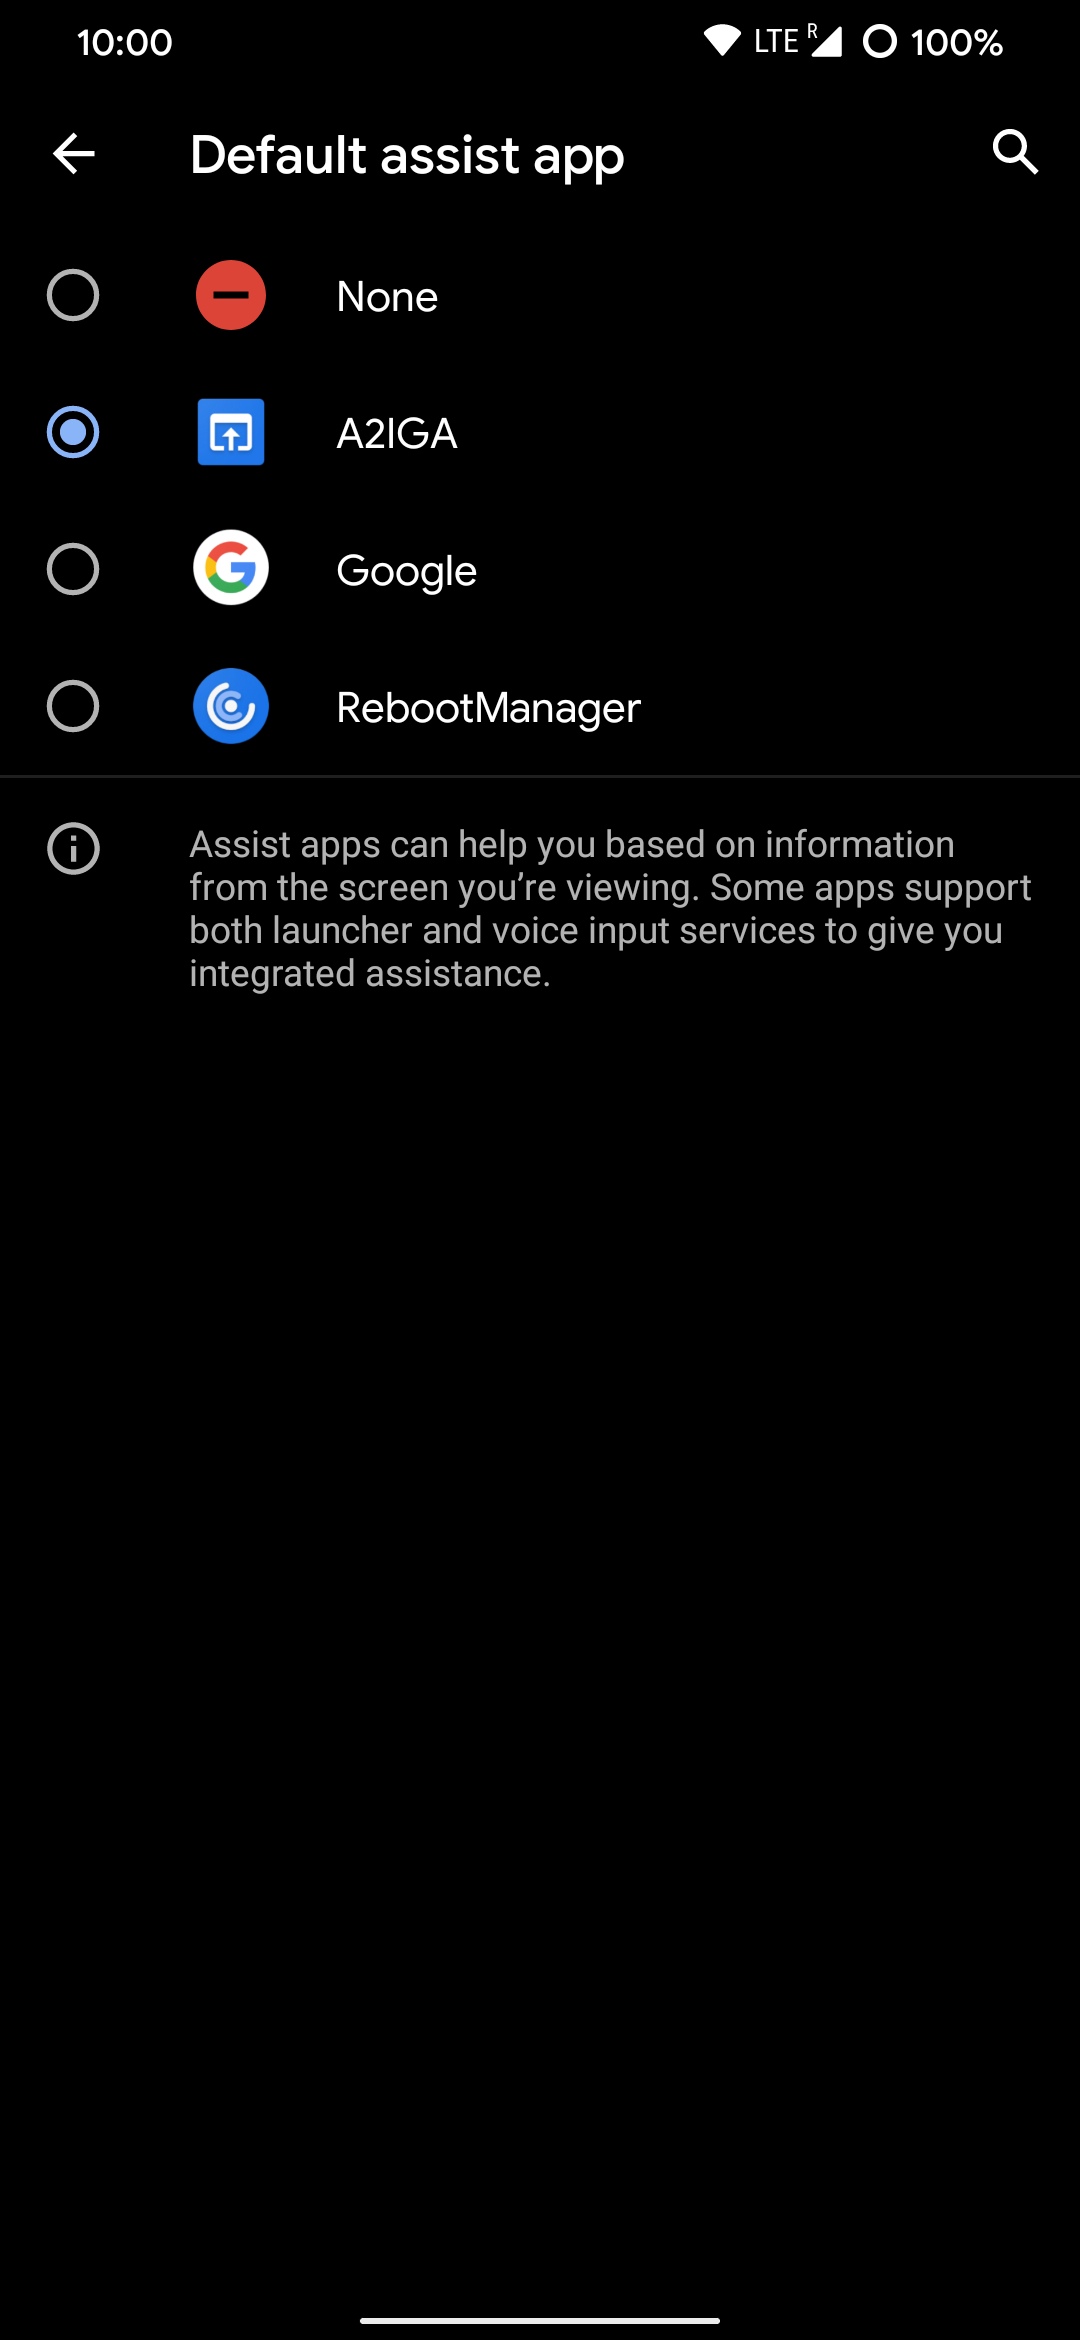 10:00
LTE R 100%
Default assist app
None
A2IGA
Google
RebootManager
Assist apps can help you based on information
from the screen you’re viewing. Some apps support
both launcher and voice input services to give you
integrated assistance.